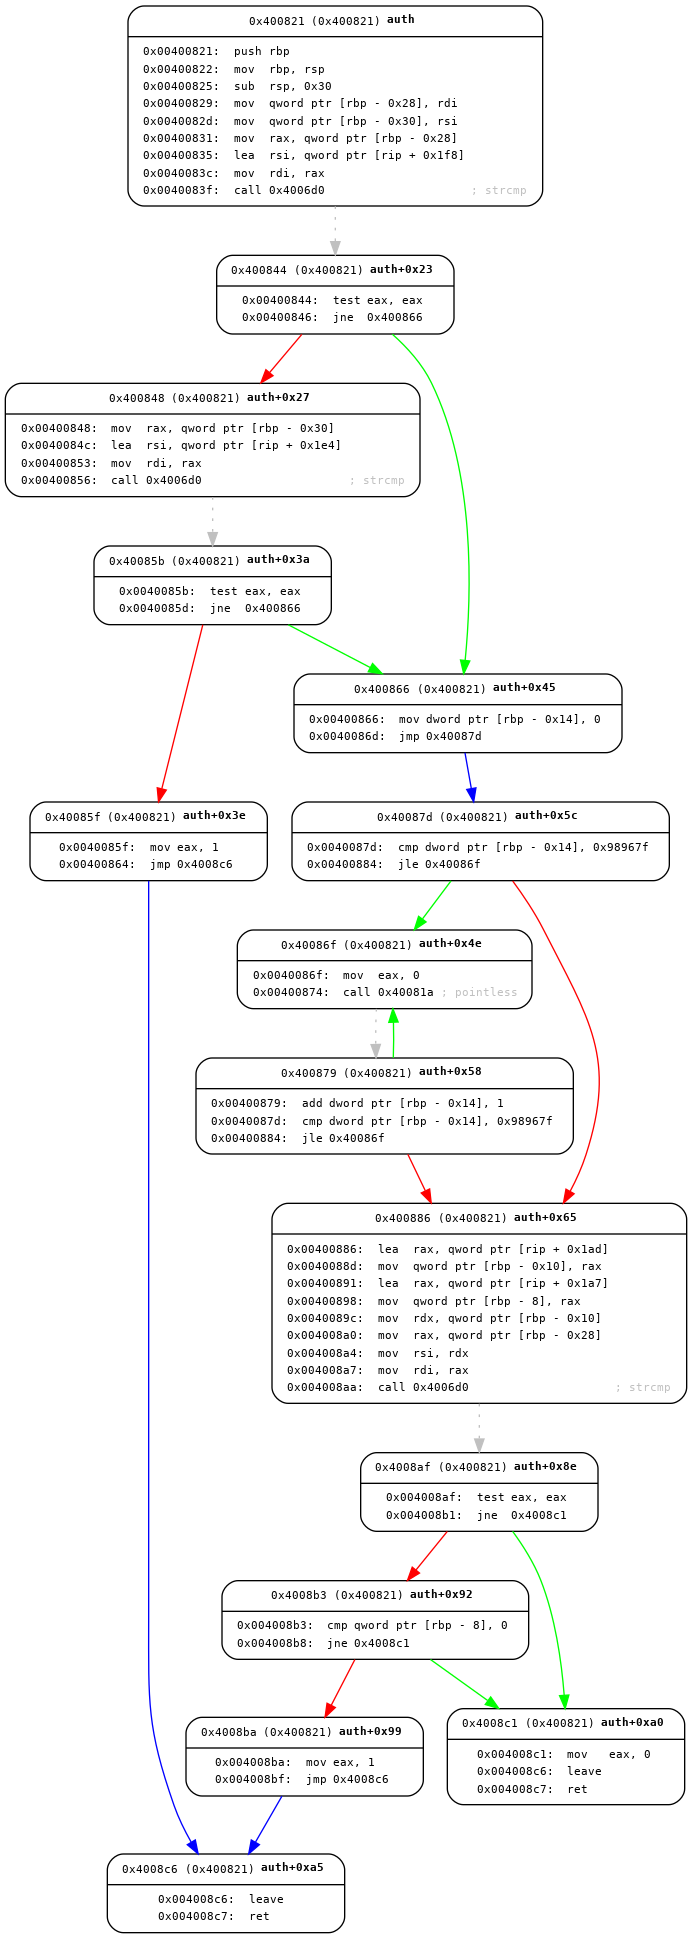 0x400821 (0x400821) auth
0x00400821: push rbp
0x00400822: mov rbp, rsp
0x00400825: sub rsp, 0x30
0x00400829: mov qword ptr [rbp - 0x28], rdi
0x0040082d: mov qword ptr [rbp - 0x30], rsi
0x00400831: mov rax, qword ptr [rbp - 0x28]
0x00400835: lea rsi, qword ptr [rip + 0x1f8]
0x0040083c: mov rdi, rax
0x0040083f: call 0x4006d0 ; strcmp
0x400844 (0x400821) auth+0x23
0x00400844: test eax, eax
0x00400846: jne 0x400866
0x400848 (0x400821) auth+0x27
0x00400848: mov rax, qword ptr [rbp - 0x30]
0x0040084c: lea rsi, qword ptr [rip + 0x1e4]
0x00400853: mov rdi, rax
0x00400856: call 0x4006d0 ; strcmp
0x40085b (0x400821) auth+0x3a
0x0040085b: test eax, eax
0x0040085d: jne 0x400866
0x400866 (0x400821) auth+0x45
0x00400866: mov dword ptr [rbp - 0x14], 0
0x0040086d: jmp 0x40087d
0x40085f (0x400821) auth+0x3e
0x0040085f: mov eax, 1
0x00400864: jmp 0x4008c6
0x40087d (0x400821) auth+0x5c
0x0040087d: cmp dword ptr [rbp - 0x14], 0x98967f
0x00400884: jle 0x40086f
0x40086f (0x400821) auth+0x4e
0x0040086f: mov eax, 0
0x00400874: call 0x40081a ; pointless
0x400879 (0x400821) auth+0x58
0x00400879: add dword ptr [rbp - 0x14], 1
0x0040087d: cmp dword ptr [rbp - 0x14], 0x98967f
0x00400884: jle 0x40086f
0x400886 (0x400821) auth+0x65
0x00400886: lea rax, qword ptr [rip + 0x1ad]
0x0040088d: mov qword ptr [rbp - 0x10], rax
0x00400891: lea rax, qword ptr [rip + 0x1a7]
0x00400898: mov qword ptr [rbp - 8], rax
0x0040089c: mov rdx, qword ptr [rbp - 0x10]
0x004008a0: mov rax, qword ptr [rbp - 0x28]
0x004008a4: mov rsi, rdx
0x004008a7: mov rdi, rax
0x004008aa: call 0x4006d0 ; strcmp
0x4008af (0x400821) auth+0x8e
0x004008af: test eax, eax
0x004008b1: jne 0x4008c1
0x4008b3 (0x400821) auth+0x92
0x004008b3: cmp qword ptr [rbp - 8], 0
0x004008b8: jne 0x4008c1
0x4008ba (0x400821) auth+0x99
0x004008ba: mov eax, 1
0x004008bf: jmp 0x4008c6
0x4008c1 (0x400821) auth+0xa0
0x004008c1: mov eax, 0
0x004008c6: leave
0x004008c7: ret
0x4008c6 (0x400821) auth+0xa5
0x004008c6: leave
0x004008c7: ret